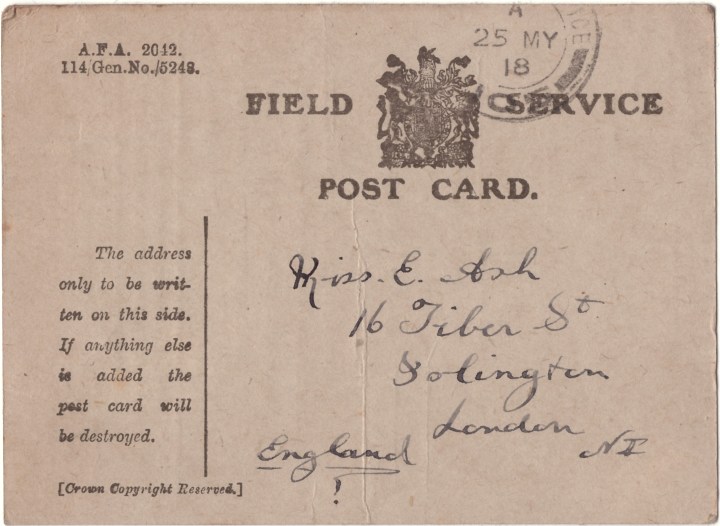 A.F.A. 2042.
114/Gen.No./5248.
A
25 MY
18
FIELD SERVICE
POST CARD.
The address
only to be writ-
ten on this side.
If anything else
is added the
post card will
be destroyed.
[Crown Copyright Reserved.]
Miss. E. Ash
16 Tiber St
Islington
London
N1
England
!